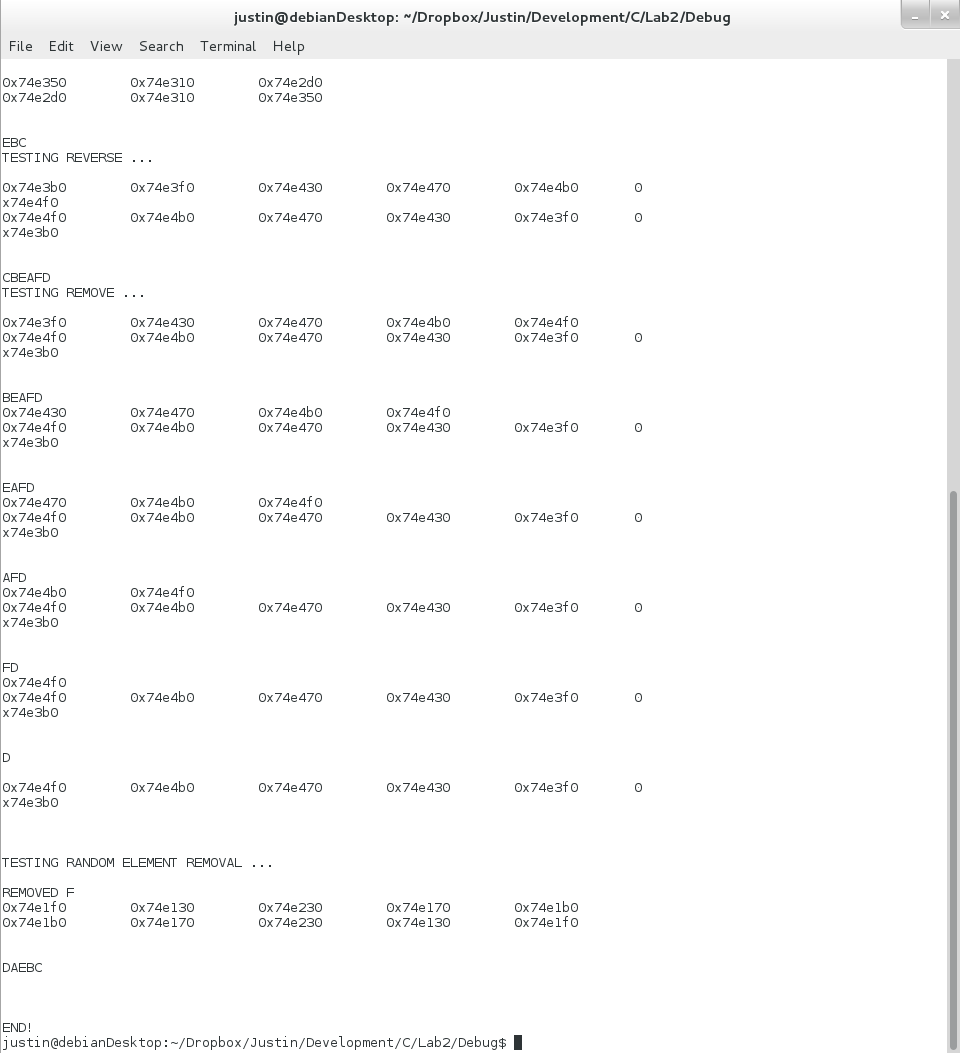 justin@debianDesktop: ~/Dropbox/Justin/Development/C/Lab2/Debug
File Edit View Search Terminal Help
0x74e350 0x74e310 0x74e2d0
0x74e2d0 0x74e310 0x74e350
EBC
TESTING REVERSE ...
0x74e3b0 0x74e3f0 0x74e430 0x74e470 0x74e4b0 0
x74e4f0
0x74e4f0 0x74e4b0 0x74e470 0x74e430 0x74e3f0 0
x74e3b0
CBEAFD
TESTING REMOVE ...
0x74e3f0 0x74e430 0x74e470 0x74e4b0 0x74e4f0
0x74e4f0 0x74e4b0 0x74e470 0x74e430 0x74e3f0 0
x74e3b0
BEAFD
0x74e430 0x74e470 0x74e4b0 0x74e4f0
0x74e4f0 0x74e4b0 0x74e470 0x74e430 0x74e3f0 0
x74e3b0
EAFD
0x74e470 0x74e4b0 0x74e4f0
0x74e4f0 0x74e4b0 0x74e470 0x74e430 0x74e3f0 0
x74e3b0
AFD
0x74e4b0 0x74e4f0
0x74e4f0 0x74e4b0 0x74e470 0x74e430 0x74e3f0 0
x74e3b0
FD
0x74e4f0
0x74e4f0 0x74e4b0 0x74e470 0x74e430 0x74e3f0 0
x74e3b0
D
0x74e4f0 0x74e4b0 0x74e470 0x74e430 0x74e3f0 0
x74e3b0
TESTING RANDOM ELEMENT REMOVAL ...
REMOVED F
0x74e1f0 0x74e130 0x74e230 0x74e170 0x74e1b0
0x74e1b0 0x74e170 0x74e230 0x74e130 0x74e1f0
DAEBC
END!
justin@debianDesktop:~/Dropbox/Justin/Development/C/Lab2/Debug$